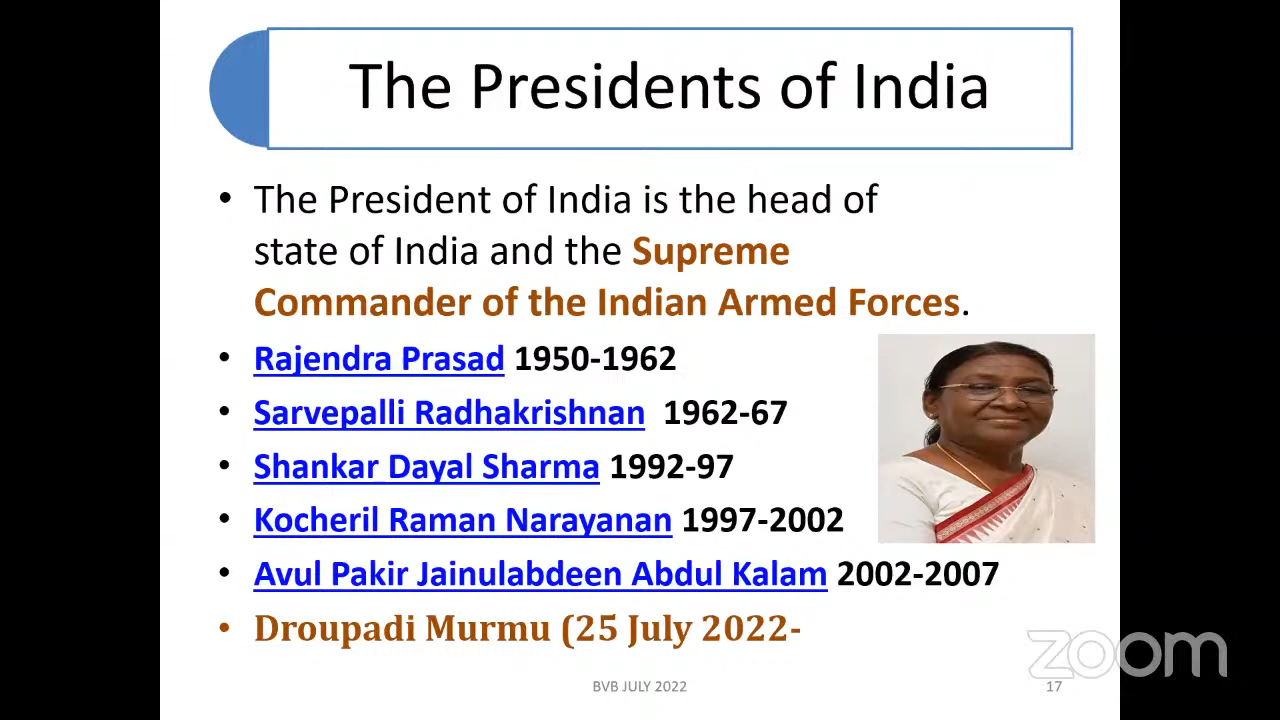 The Presidents of India
• The President of India is the head of
state of India and the Supreme
Commander of the Indian Armed Forces.
• Rajendra Prasad 1950-1962
• Sarvepalli Radhakrishnan 1962-67
• Shankar Dayal Sharma 1992-97
• Kocheril Raman Narayanan 1997-2002
• Avul Pakir Jainulabdeen Abdul Kalam 2002-2007
• Droupadi Murmu (25 July 2022-
zoom
BVB JULY 2022
17